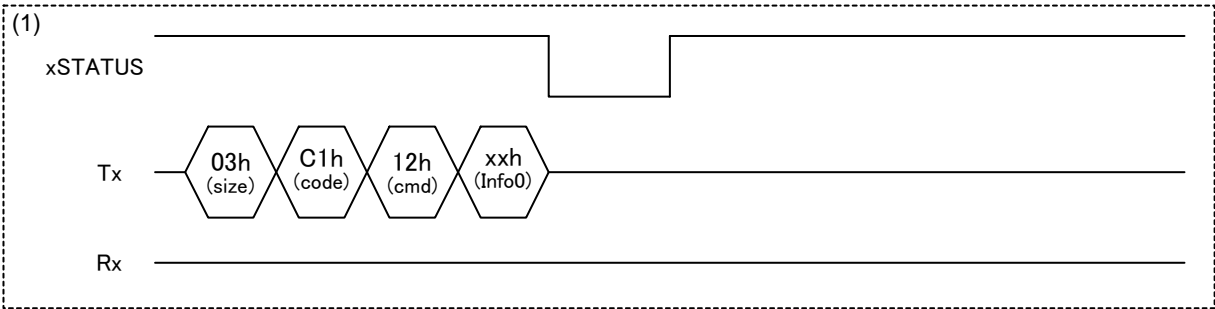 (1)
xSTATUS
Tx
03h
(size)
C1h
(code)
12h
(cmd)
xxh
(Info0)
Rx